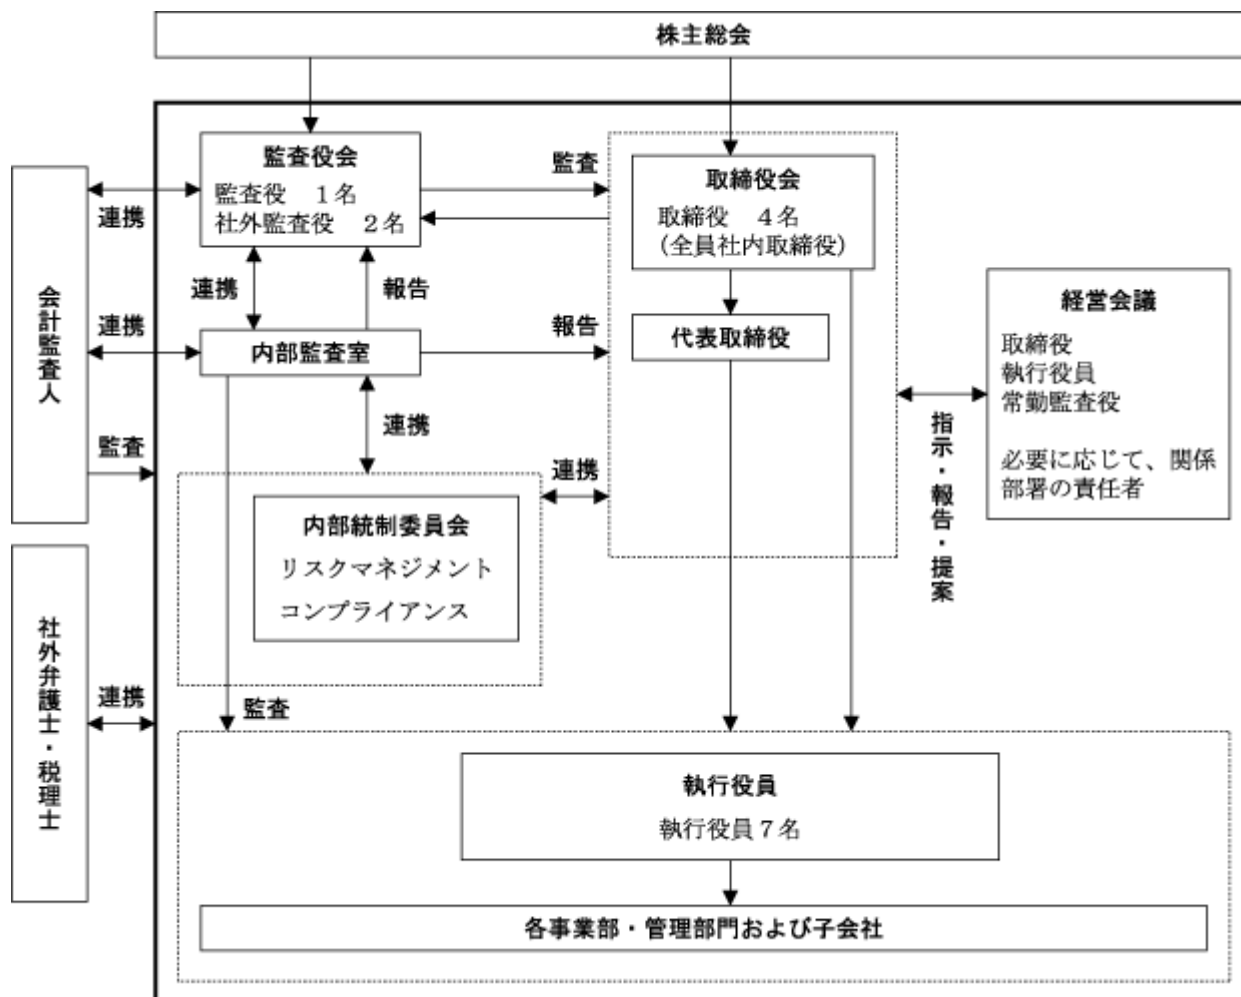 株主総会
監査役会
監査役　１名
社外監査役　２名
監査
取締役会
取締役　４名
(全員社内取締役)
連携
連携
報告
会計監査人
連携
内部監査室
報告
代表取締役
経営会議
取締役
執行役員
常勤監査役
必要に応じて、関係
部署の責任者
指示・報告・提案
監査
連携
連携
内部統制委員会
リスクマネジメント
コンプライアンス
社外弁護士・税理士
連携
監査
執行役員
執行役員７名
各事業部・管理部門および子会社